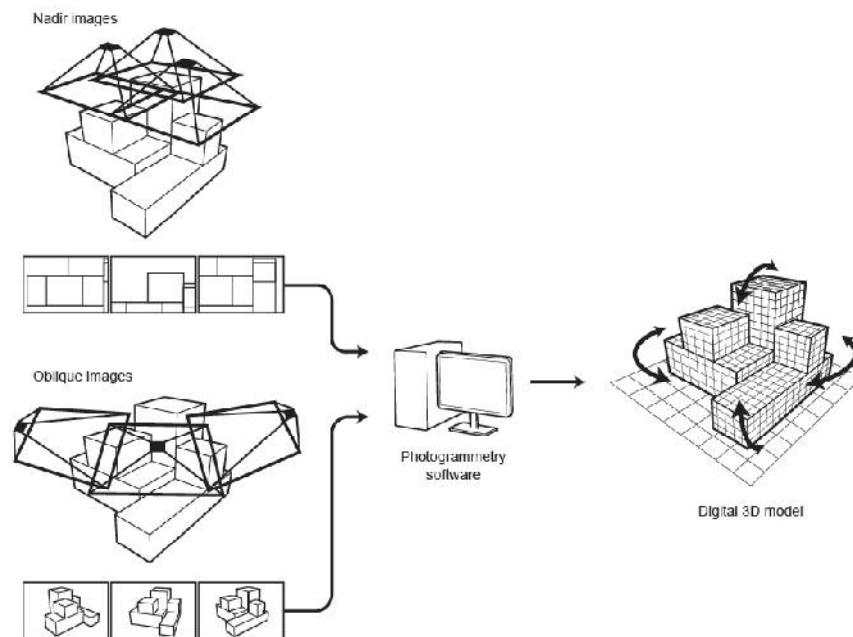 Nadir images
Oblique images
Photogrammetry
software
Digital 3D model